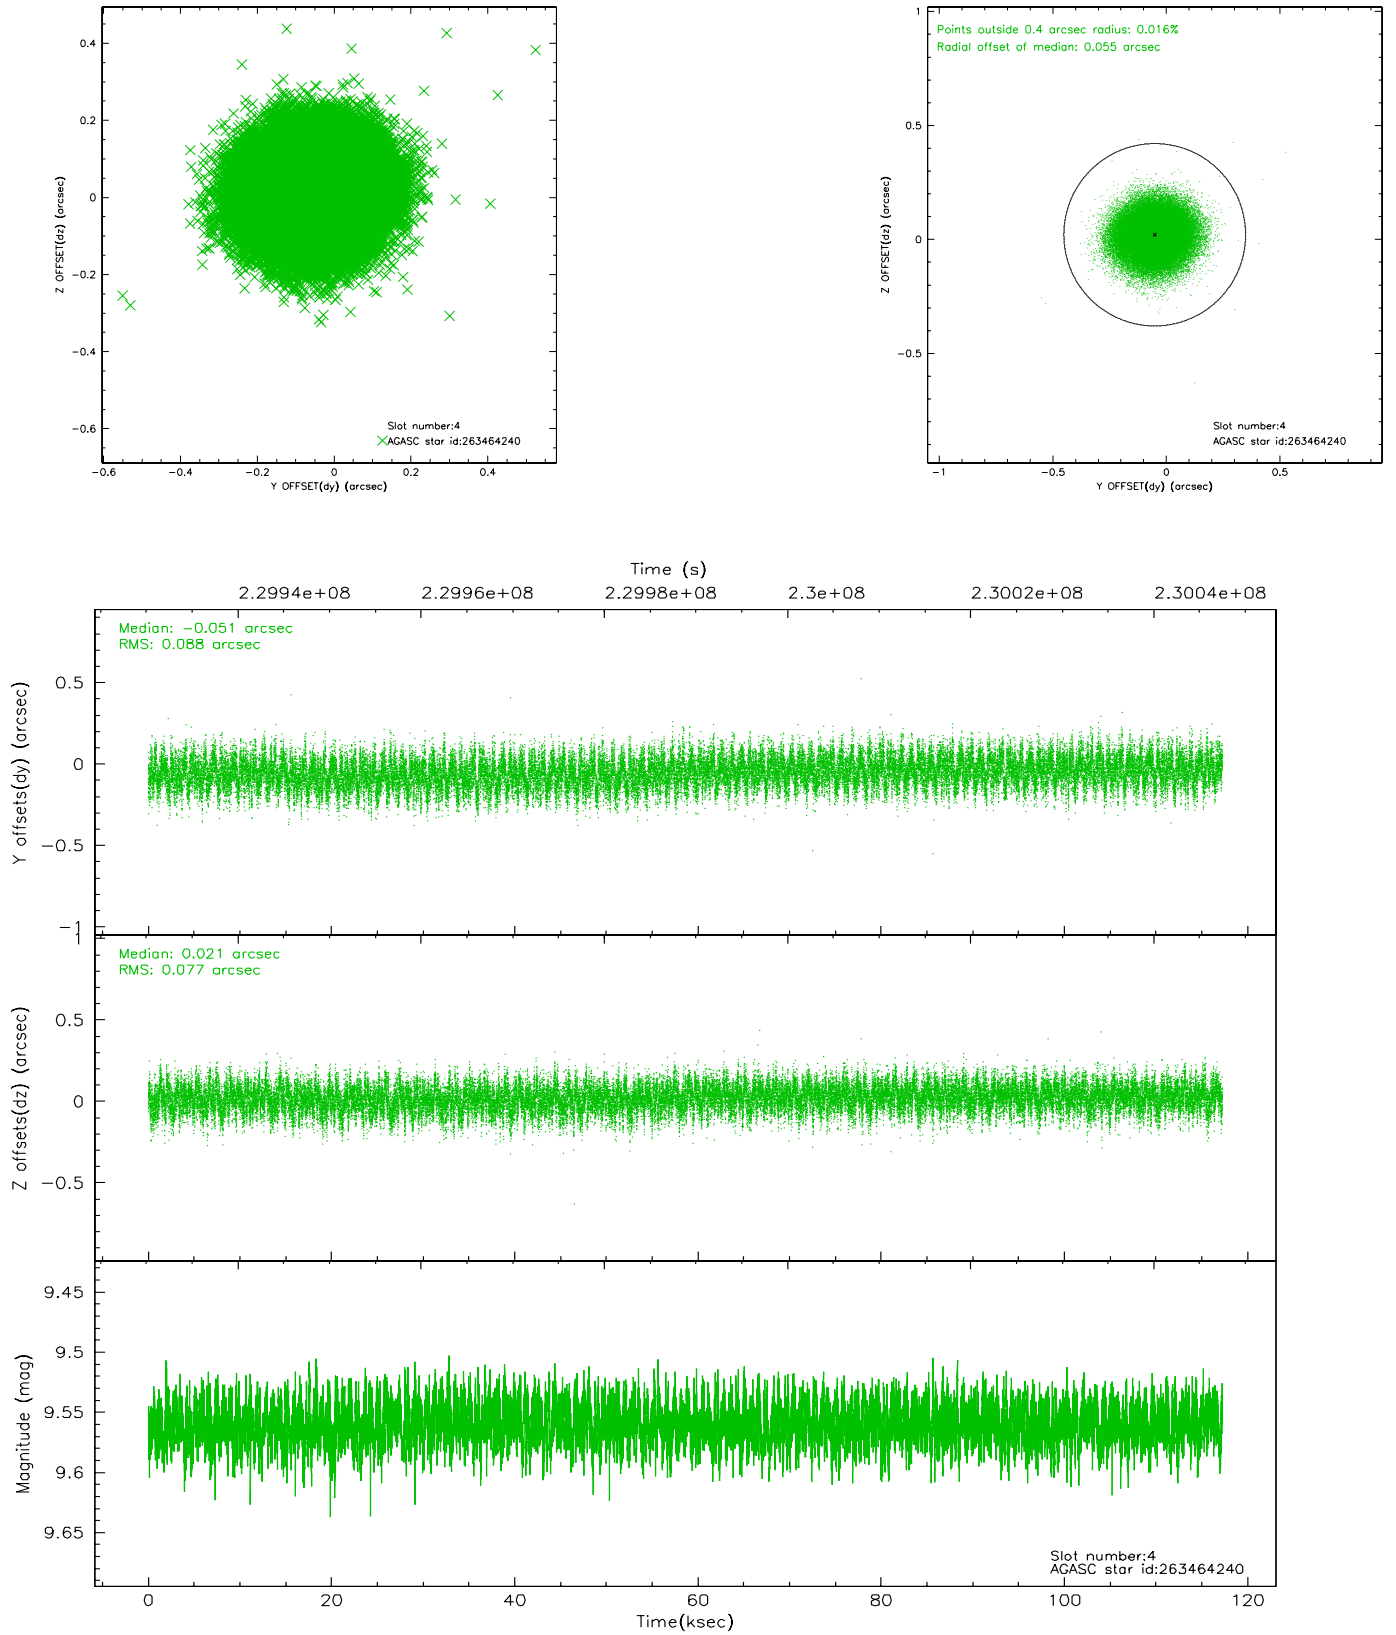 0.4
0.2
0
−0.2
−0.4
−0.6
Z OFFSET(dz) (arcsec)
Slot number:4
AGASC star id:263464240
−0.6 −0.4 −0.2 0 0.2 0.4
Y OFFSET(dy) (arcsec)
1
Points outside 0.4 arcsec radius: 0.016%
Radial offset of median: 0.055 arcsec
0.5
0
−0.5
Z OFFSET(dz) (arcsec)
Slot number:4
AGASC star id:263464240
−1 −0.5 0 0.5
Y OFFSET(dy) (arcsec)
Time (s)
2.2994e+08 2.2996e+08 2.2998e+08 2.3e+08 2.3002e+08 2.3004e+08
Median: −0.051 arcsec
RMS: 0.088 arcsec
0.5
0
−0.5
−1
Y offsets(dy) (arcsec)
1
Median: 0.021 arcsec
RMS: 0.077 arcsec
0.5
0
−0.5
Z offsets(dz) (arcsec)
9.45
9.5
9.55
9.6
9.65
Magnitude (mag)
Slot number:4
AGASC star id:263464240
0 20 40 60 80 100 120
Time(ksec)